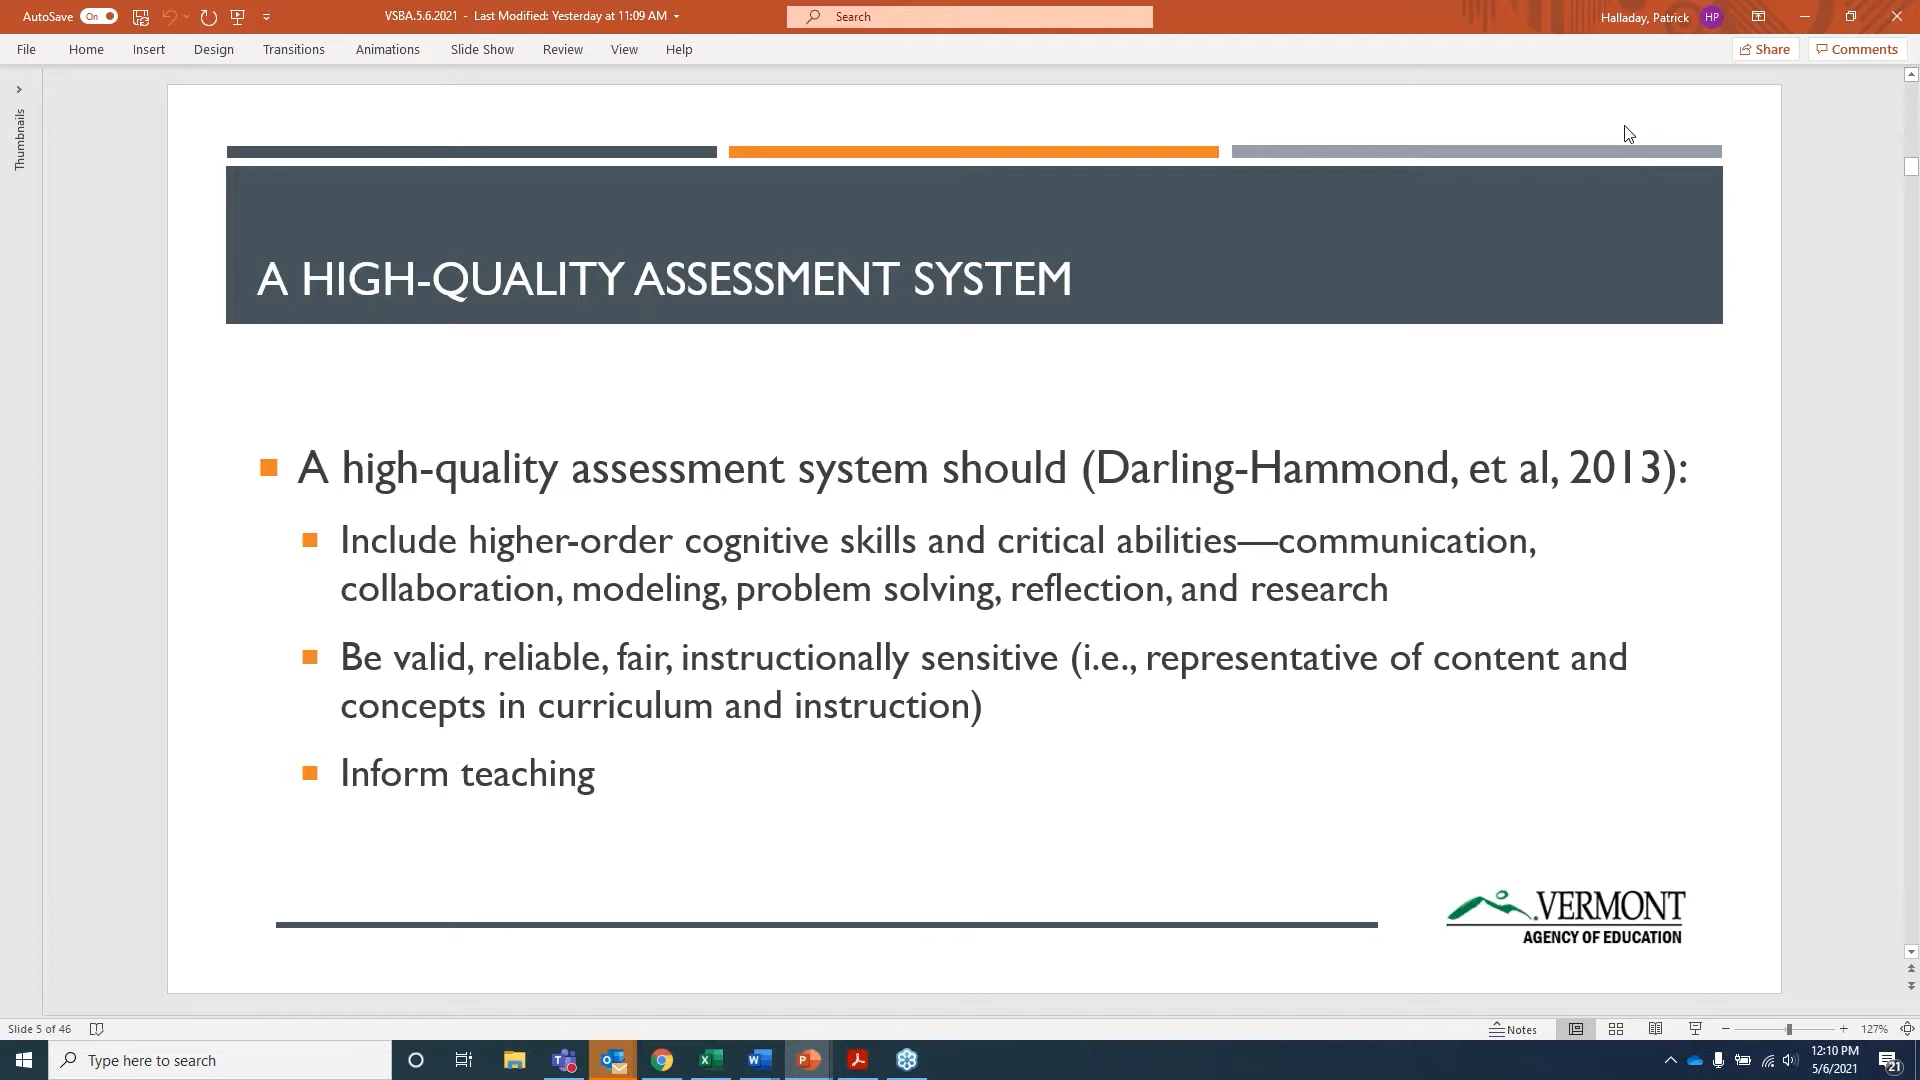 AutoSave On VSBA.5.6.2021 - Last Modified: Yesterday at 11:09 AM Search Halladay, Patrick HP
File Home Insert Design Transitions Animations Slide Show Review View Help Share Comments
Thumbnails
A HIGH-QUALITY ASSESSMENT SYSTEM
A high-quality assessment system should (Darling-Hammond, et al, 2013):
Include higher-order cognitive skills and critical abilities—communication,
collaboration, modeling, problem solving, reflection, and research
Be valid, reliable, fair, instructionally sensitive (i.e., representative of content and
concepts in curriculum and instruction)
Inform teaching
VERMONT
AGENCY OF EDUCATION
Slide 5 of 46 Notes 127%
Type here to search 12:10 PM
5/6/2021 21